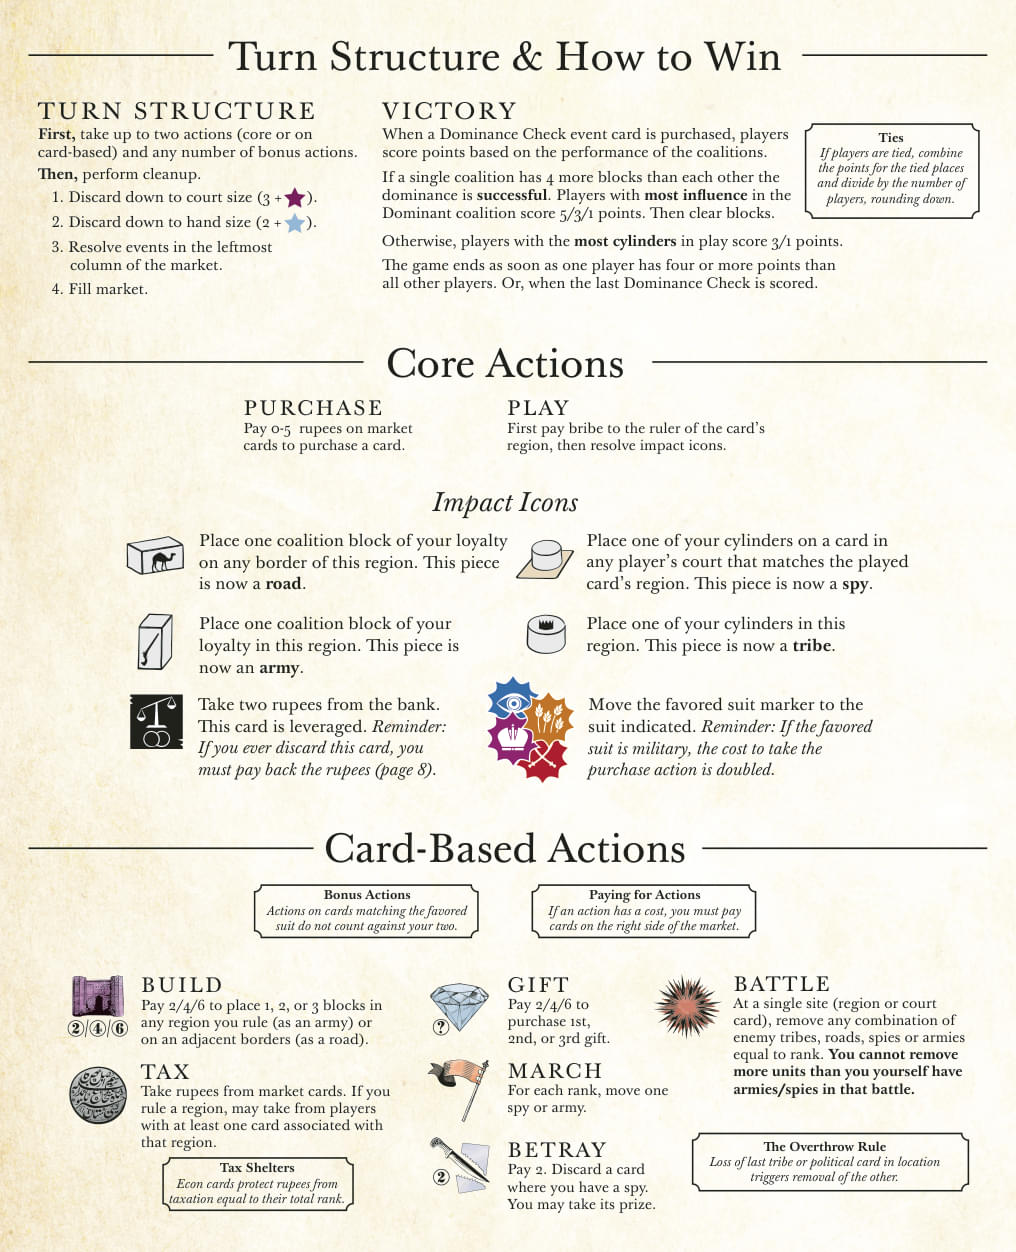 Turn Structure & How to Win
TURN STRUCTURE
First, take up to two actions (core or on
card-based) and any number of bonus actions.
Then, perform cleanup.
1. Discard down to court size (3 + ).
2. Discard down to hand size (2 + ).
3. Resolve events in the leftmost
column of the market.
4. Fill market.
VICTORY
When a Dominance Check event card is purchased, players
score points based on the performance of the coalitions.
If a single coalition has 4 more blocks than each other the
dominance is successful. Players with most influence in the
Dominant coalition score 5/3/1 points. Then clear blocks.
Otherwise, players with the most cylinders in play score 3/1 points.
The game ends as soon as one player has four or more points than
all other players. Or, when the last Dominance Check is scored.
Ties
If players are tied, combine
the points for the tied places
and divide by the number of
players, rounding down.
Core Actions
PURCHASE
Pay 0-5 rupees on market
cards to purchase a card.
PLAY
First pay bribe to the ruler of the card's
region, then resolve impact icons.
Impact Icons
Place one coalition block of your loyalty
on any border of this region. This piece
is now a road.
Place one of your cylinders on a card in
any player's court that matches the played
card's region. This piece is now a spy.
Place one coalition block of your
loyalty in this region. This piece is
now an army.
Place one of your cylinders in this
region. This piece is now a tribe.
Take two rupees from the bank.
This card is leveraged. Reminder:
If you ever discard this card, you
must pay back the rupees (page 8).
Move the favored suit marker to the
suit indicated. Reminder: If the favored
suit is military, the cost to take the
purchase action is doubled.
Card-Based Actions
Bonus Actions
Actions on cards matching the favored
suit do not count against your two.
Paying for Actions
If an action has a cost, you must pay
cards on the right side of the market.
BUILD
Pay 2/4/6 to place 1, 2, or 3 blocks in
any region you rule (as an army) or
on an adjacent borders (as a road).
2/4/6
TAX
Take rupees from market cards. If you
rule a region, may take from players
with at least one card associated with
that region.
Tax Shelters
Econ cards protect rupees from
taxation equal to their total rank.
GIFT
Pay 2/4/6 to
purchase 1st,
2nd, or 3rd gift.
?
MARCH
For each rank, move one
spy or army.
BETRAY
Pay 2. Discard a card
where you have a spy.
You may take its prize.
2
BATTLE
At a single site (region or court
card), remove any combination of
enemy tribes, roads, spies or armies
equal to rank. You cannot remove
more units than you yourself have
armies/spies in that battle.
The Overthrow Rule
Loss of last tribe or political card in location
triggers removal of the other.